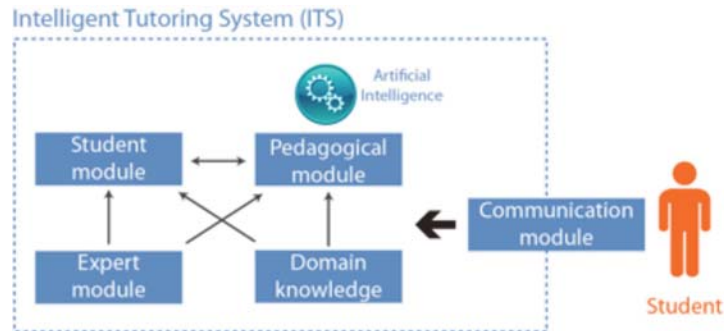 Intelligent Tutoring System (ITS)
Artificial
Intelligence
Student
module
Pedagogical
module
Communication
module
Expert
module
Domain
knowledge
Student